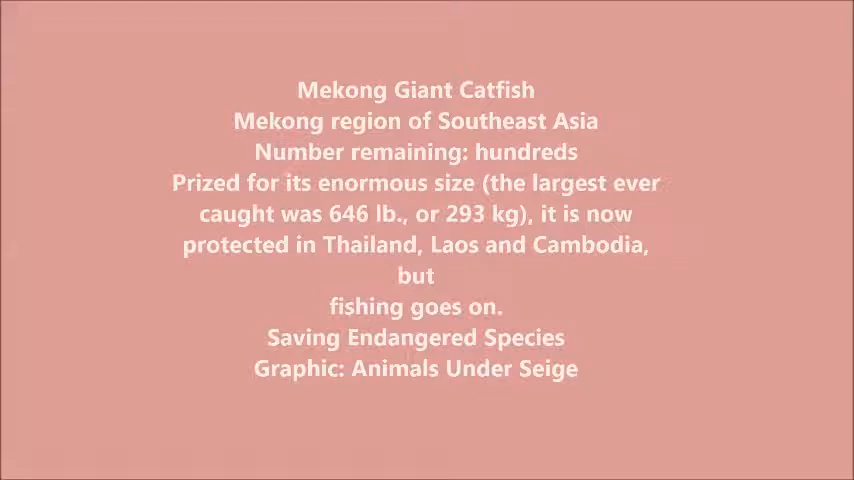 Mekong Giant Catfish
Mekong region of Southeast Asia
Number remaining: hundreds
Prized for its enormous size (the largest ever
caught was 646 lb., or 293 kg), it is now
protected in Thailand, Laos and Cambodia,
but
fishing goes on.
Saving Endangered Species
Graphic: Animals Under Seige